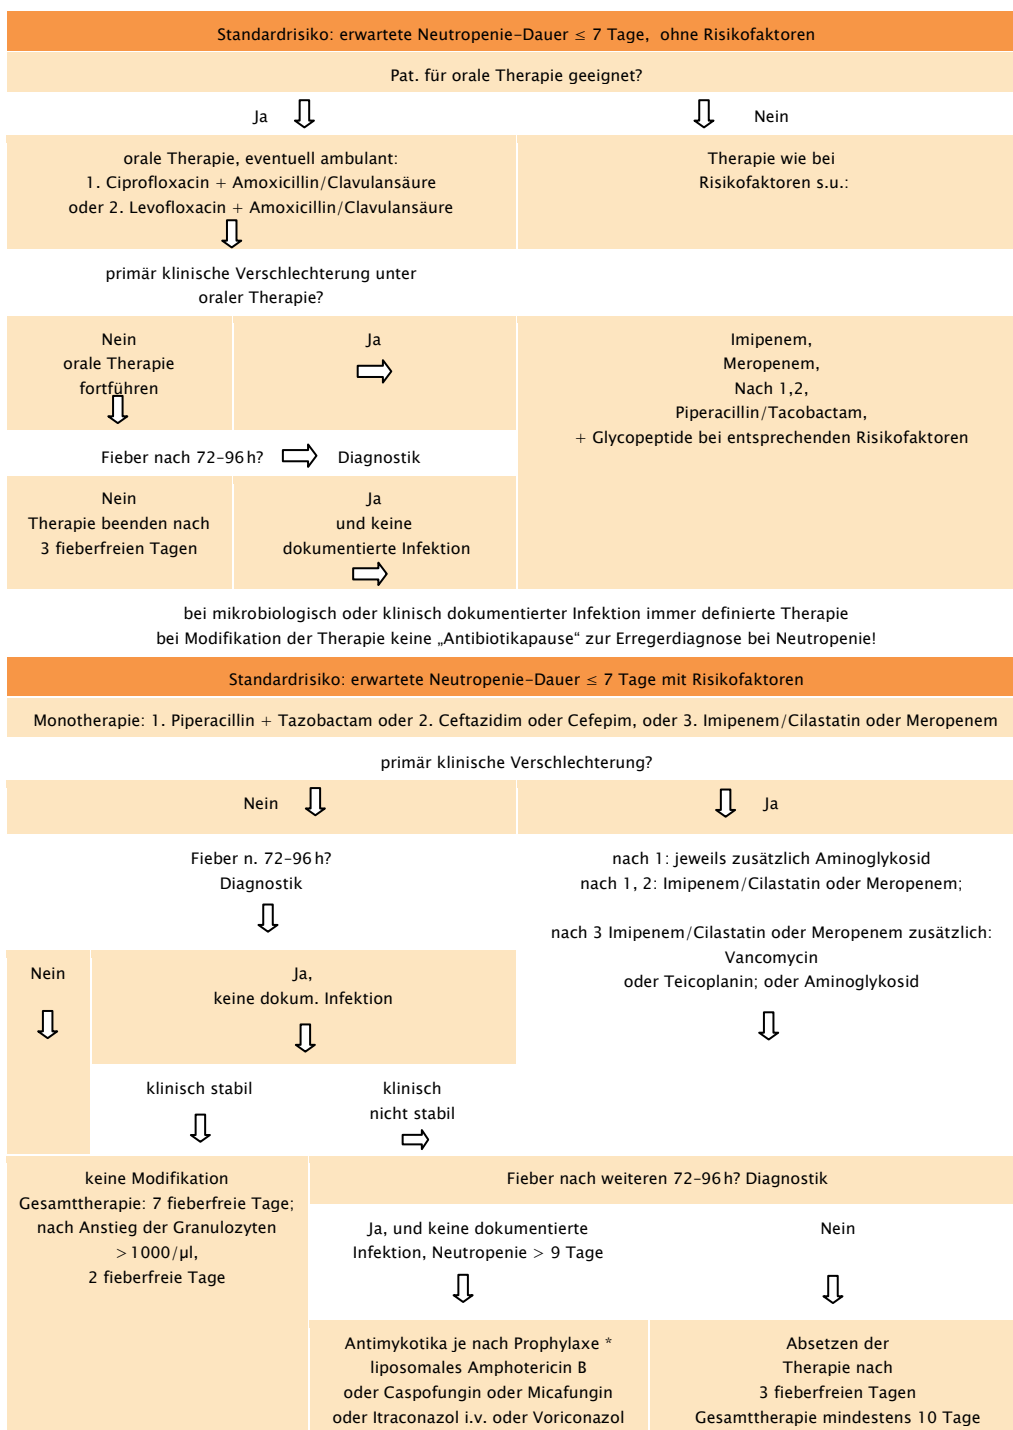 Standardrisiko: erwartete Neutropenie-Dauer ≤ 7 Tage, ohne Risikofaktoren
Pat. für orale Therapie geeignet?
Ja
Nein
orale Therapie, eventuell ambulant:
1. Ciprofloxacin + Amoxicillin/Clavulansäure
oder 2. Levofloxacin + Amoxicillin/Clavulansäure
Therapie wie bei
Risikofaktoren s.u.:
primär klinische Verschlechterung unter
oraler Therapie?
Nein
orale Therapie
fortführen
Ja
Imipenem,
Meropenem,
Nach 1,2,
Piperacillin/Tacobactam,
+ Glycopeptide bei entsprechenden Risikofaktoren
Fieber nach 72–96 h?
Diagnostik
Nein
Therapie beenden nach
3 fieberfreien Tagen
Ja
und keine
dokumentierte Infektion
bei mikrobiologisch oder klinisch dokumentierter Infektion immer definierte Therapie
bei Modifikation der Therapie keine „Antibiotikapause“ zur Erregerdiagnose bei Neutropenie!
Standardrisiko: erwartete Neutropenie-Dauer ≤ 7 Tage mit Risikofaktoren
Monotherapie: 1. Piperacillin + Tazobactam oder 2. Ceftazidim oder Cefepim, oder 3. Imipenem/Cilastatin oder Meropenem
primär klinische Verschlechterung?
Nein
Ja
Fieber n. 72–96 h?
Diagnostik
nach 1: jeweils zusätzlich Aminoglykosid
nach 1, 2: Imipenem/Cilastatin oder Meropenem;
nach 3 Imipenem/Cilastatin oder Meropenem zusätzlich:
Vancomycin
oder Teicoplanin; oder Aminoglykosid
Nein
Ja,
keine dokum. Infektion
klinisch stabil
klinisch
nicht stabil
keine Modifikation
Gesamttherapie: 7 fieberfreie Tage;
nach Anstieg der Granulozyten
>1000/µl,
2 fieberfreie Tage
Fieber nach weiteren 72–96 h? Diagnostik
Ja, und keine dokumentierte
Infektion, Neutropenie > 9 Tage
Nein
Antimykotika je nach Prophylaxe *
liposomales Amphotericin B
oder Caspofungin oder Micafungin
oder Itraconazol i.v. oder Voriconazol
Absetzen der
Therapie nach
3 fieberfreien Tagen
Gesamttherapie mindestens 10 Tage